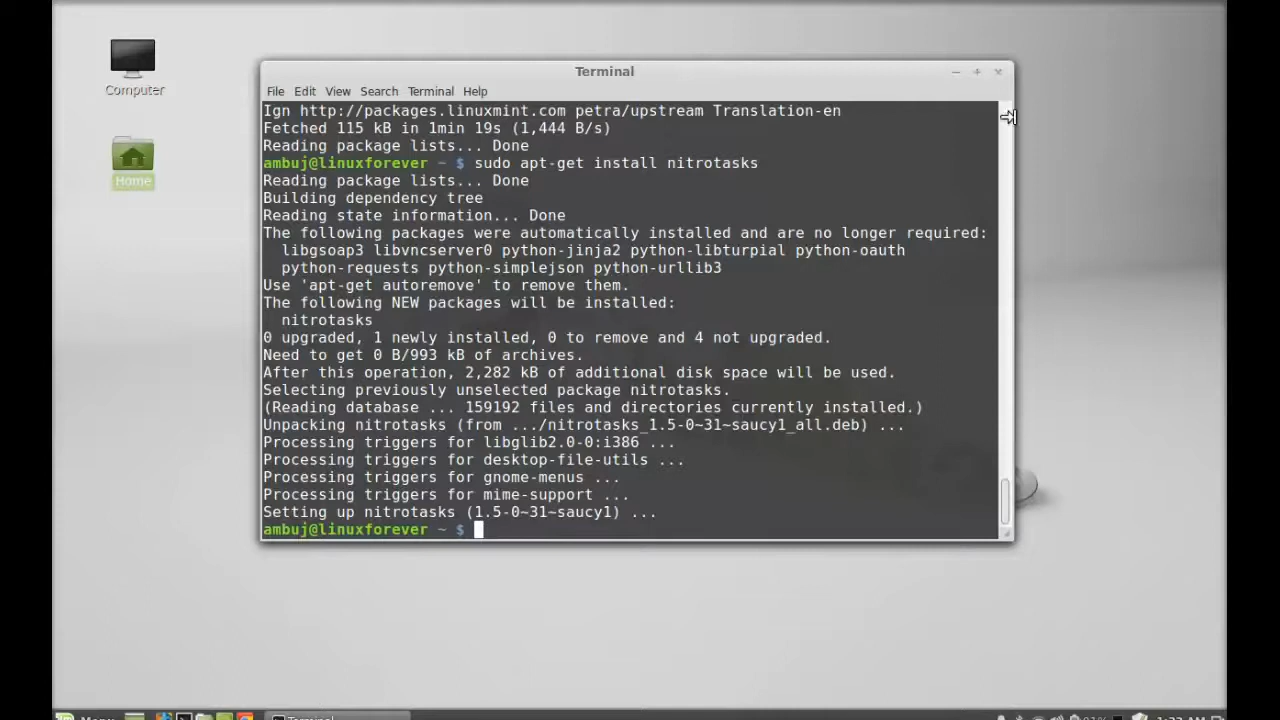 Computer
Home
Terminal
File Edit View Search Terminal Help
Ign http://packages.linuxmint.com petra/upstream Translation-en
Fetched 115 kB in 1min 19s (1,444 B/s)
Reading package lists... Done
ambuj@linuxforever ~ $ sudo apt-get install nitrotasks
Reading package lists... Done
Building dependency tree
Reading state information... Done
The following packages were automatically installed and are no longer required:
libgsoap3 libvncserver0 python-jinja2 python-libturpial python-oauth
python-requests python-simplejson python-urllib3
Use 'apt-get autoremove' to remove them.
The following NEW packages will be installed:
nitrotasks
0 upgraded, 1 newly installed, 0 to remove and 4 not upgraded.
Need to get 0 B/993 kB of archives.
After this operation, 2,282 kB of additional disk space will be used.
Selecting previously unselected package nitrotasks.
(Reading database ... 159192 files and directories currently installed.)
Unpacking nitrotasks (from .../nitrotasks_1.5-0~31~saucy1_all.deb) ...
Processing triggers for libglib2.0-0:i386 ...
Processing triggers for desktop-file-utils ...
Processing triggers for gnome-menus ...
Processing triggers for mime-support ...
Setting up nitrotasks (1.5-0~31~saucy1) ...
ambuj@linuxforever ~ $
Menu
Terminal